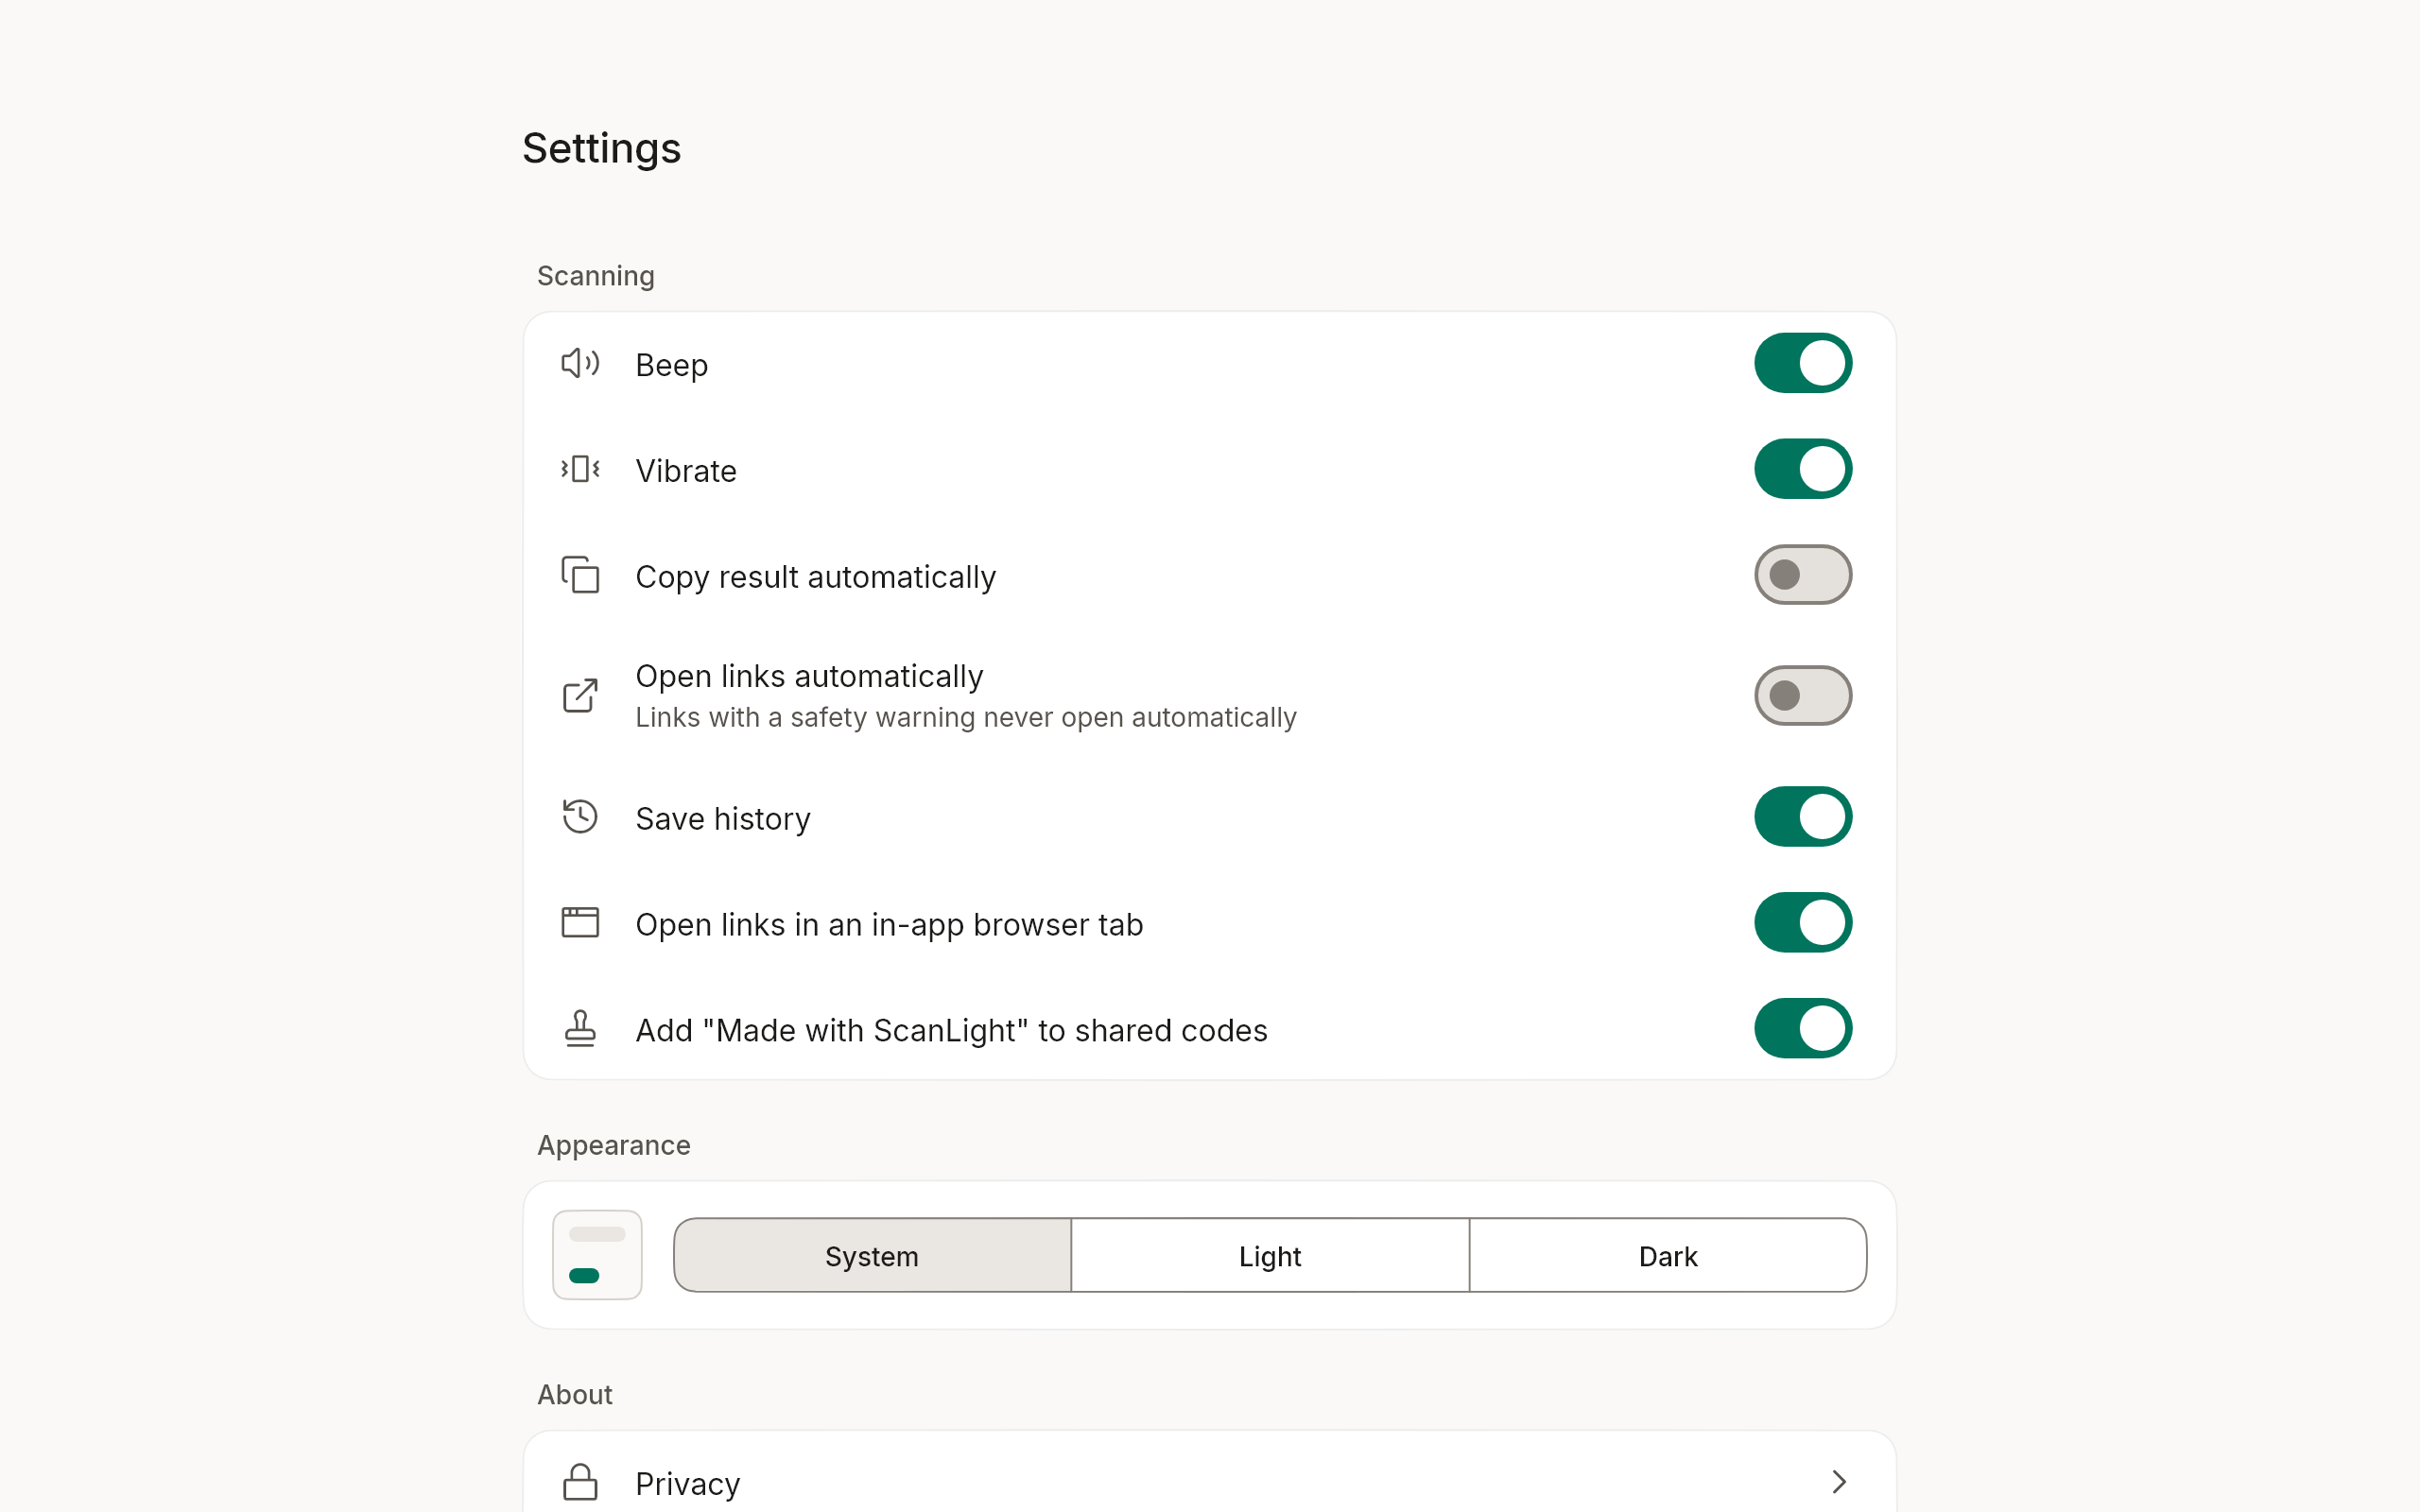 Settings
Scanning
Beep
Vibrate
Copy result automatically
Open links automatically
Links with a safety warning never open automatically
Save history
Open links in an in-app browser tab
Add "Made with ScanLight" to shared codes
Appearance
System
Light
Dark
About
Privacy